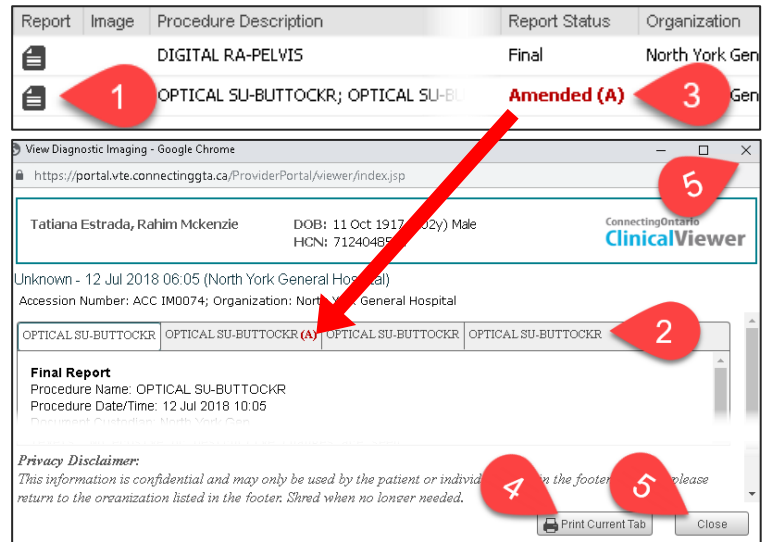 Report Image Procedure Description Report Status Organization
DIGITAL RA-PELVIS Final North York Gen
1 OPTICAL SU-BUTTOCKR; OPTICAL SU-B Amended (A) 3 Gen
View Diagnostic Imaging - Google Chrome
https://portal.vte.connectinggta.ca/ProviderPortal/viewer/index.jsp
5
Tatiana Estrada, Rahim Mckenzie DOB: 11 Oct 1917 02y) Male ConnectingOntario
HCN: 7124048 ClinicalViewer
Unknown - 12 Jul 2018 06:05 (North York General Hospital)
Accession Number: ACC IM0074; Organization: North York General Hospital
OPTICAL SU-BUTTOCKR OPTICAL SU-BUTTOCKR (A) OPTICAL SU-BUTTOCKR OPTICAL SU-BUTTOCKR 2
Final Report
Procedure Name: OPTICAL SU-BUTTOCKR
Procedure Date/Time: 12 Jul 2018 10:05
Privacy Disclaimer:
This information is confidential and may only be used by the patient or in the footer please
return to the organization listed in the footer. Shred when no longer needed.
4 5
Print Current Tab Close